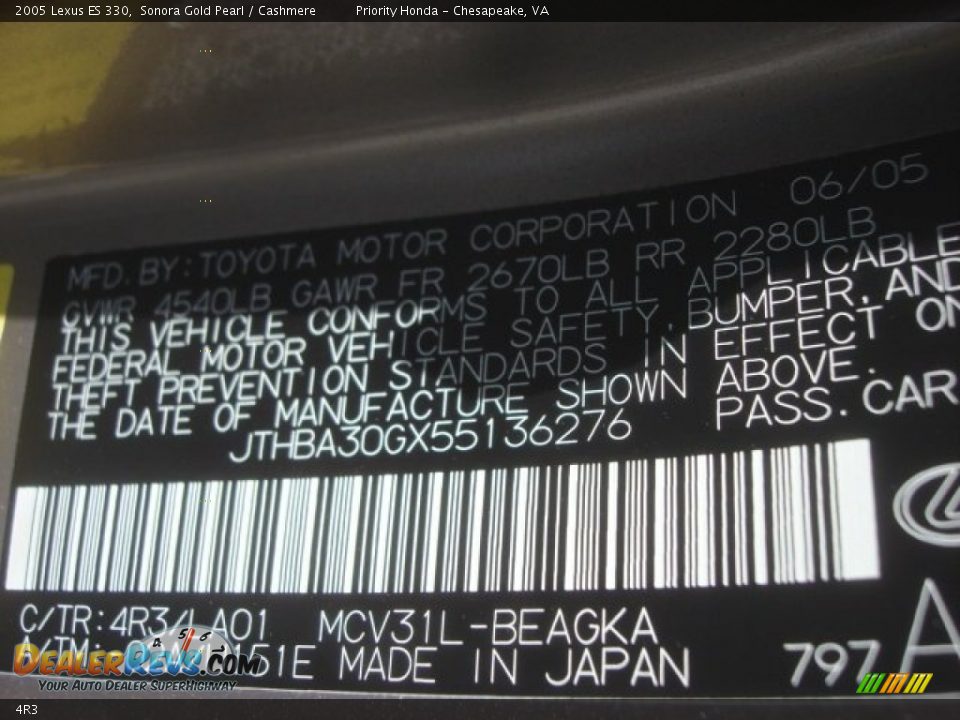 2005 Lexus ES 330, Sonora Gold Pearl / Cashmere Priority Honda - Chesapeake, VA
MFD. BY: TOYOTA MOTOR CORPORATION 06/05
GVWR 4540LB GAWR FR 2670LB RR 2280LB
THIS VEHICLE CONFORMS TO ALL APPLICABLE
FEDERAL MOTOR VEHICLE SAFETY, BUMPER, AND
THEFT PREVENTION STANDARDS IN EFFECT ON
THE DATE OF MANUFACTURE SHOWN ABOVE.
JTHBA30GX55136276 PASS. CAR
C/TR: 4R3/LA01 MCV31L-BEAGKA
A/TM: 51E MADE IN JAPAN
797 A
DEALERREVS.COM
YOUR AUTO DEALER SUPERHIGHWAY
4R3